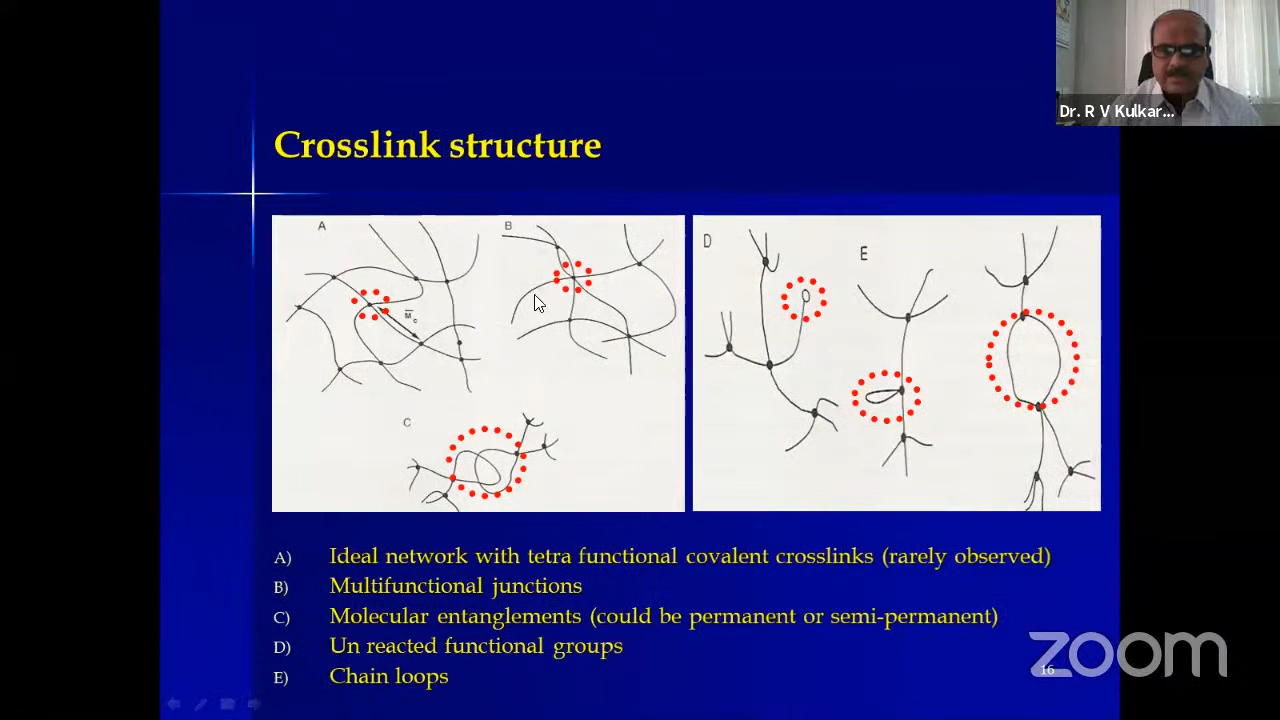 Dr. R V Kulkar...
Crosslink structure
A
B
M̄c
C
D
E
A) Ideal network with tetra functional covalent crosslinks (rarely observed)
B) Multifunctional junctions
C) Molecular entanglements (could be permanent or semi-permanent)
D) Un reacted functional groups
E) Chain loops
16
zoom